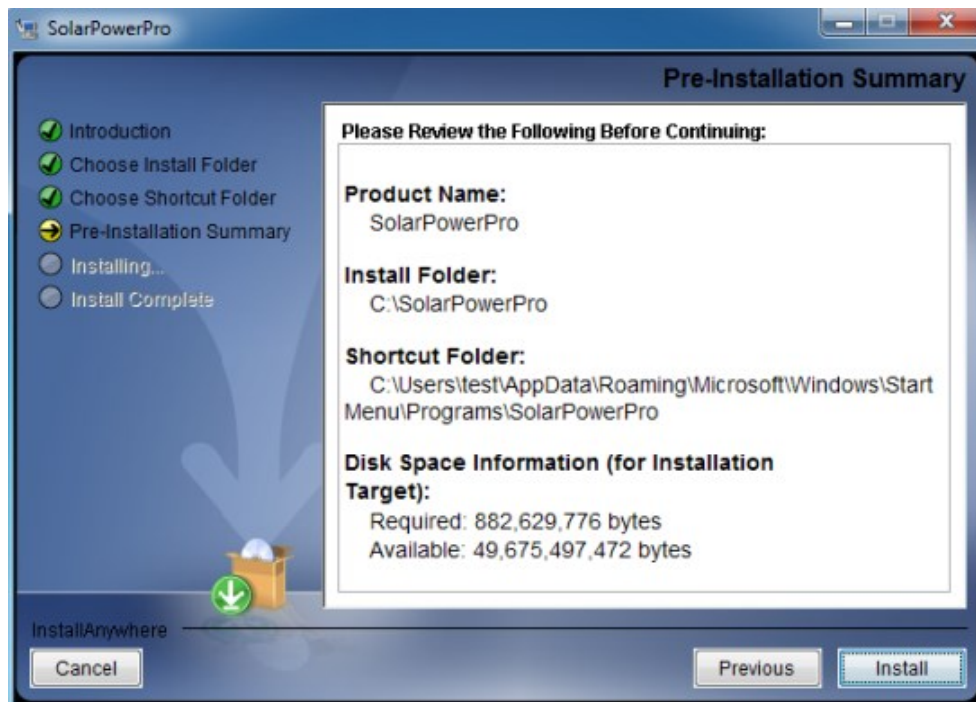 SolarPowerPro
Pre-Installation Summary
Introduction
Choose Install Folder
Choose Shortcut Folder
Pre-Installation Summary
Installing...
Install Complete
Please Review the Following Before Continuing:
Product Name:
SolarPowerPro
Install Folder:
C:\SolarPowerPro
Shortcut Folder:
C:\Users\test\AppData\Roaming\Microsoft\Windows\Start
Menu\Programs\SolarPowerPro
Disk Space Information (for Installation
Target):
Required: 882,629,776 bytes
Available: 49,675,497,472 bytes
InstallAnywhere
Cancel
Previous
Install